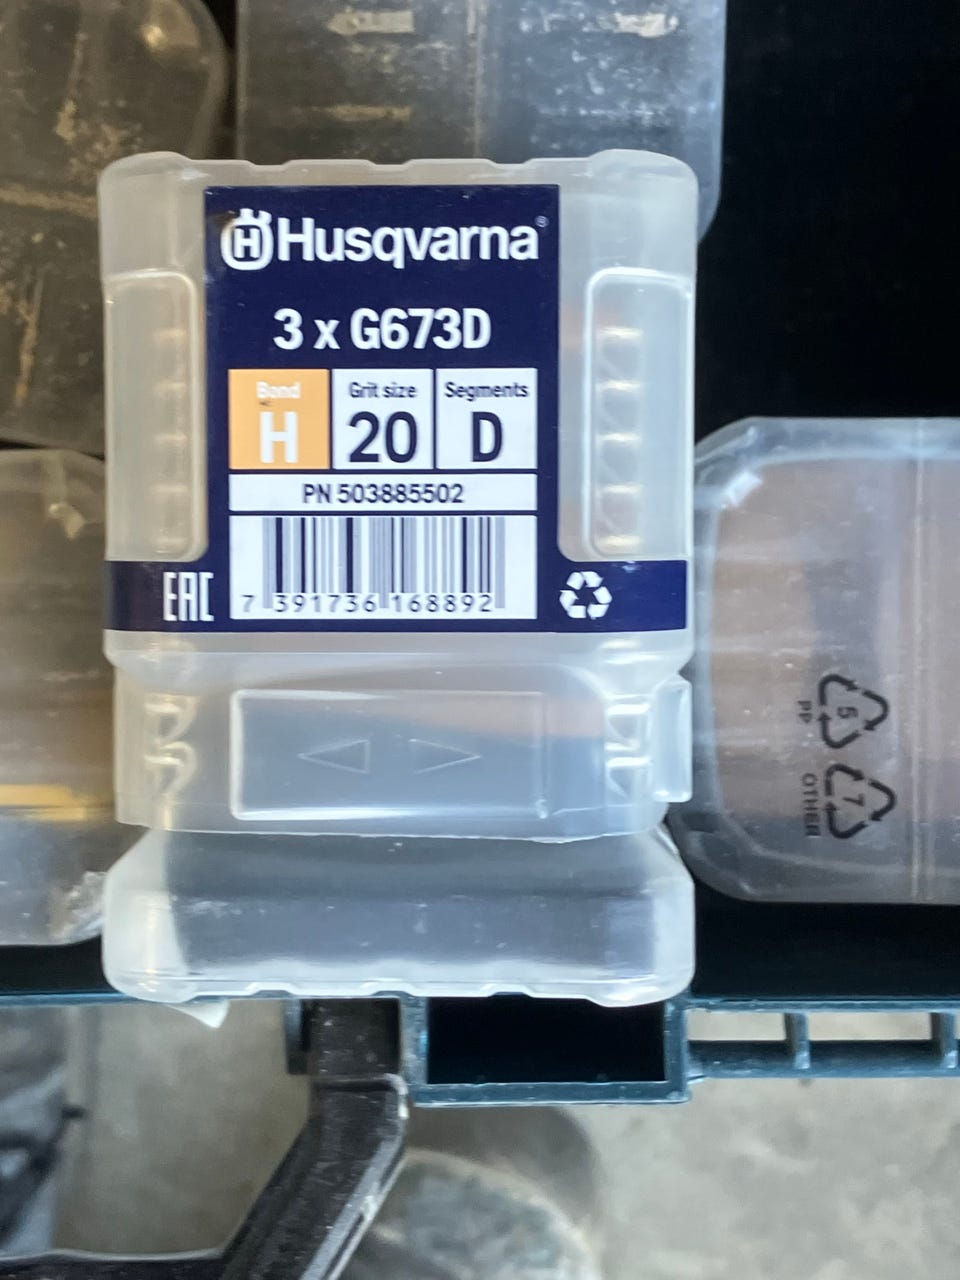 H Husqvarna®
3 x G673D
Bond Grit size Segments
H 20 D
PN 503885502
7 391736 168892
EAC
5
PP
7
OTHER